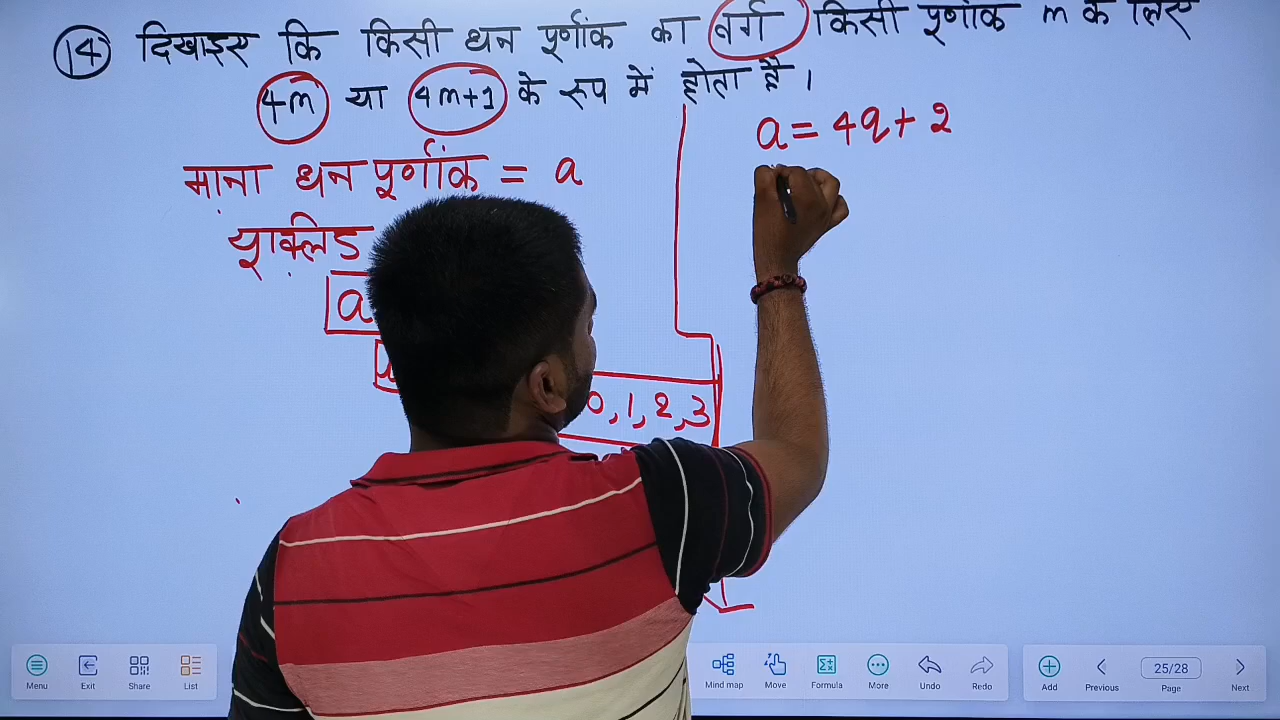 14 दिखाइए कि किसी धन पूर्णांक का वर्ग किसी पूर्णांक m के लिए
4m या 4m+1 के रूप में होता है।
माना धन पूर्णांक = a
यूक्लिड
a
0,1,2,3
a = 4q + 2
Menu Exit Share List Mind map Move Formula More Undo Redo Add Previous 25/28 Page Next